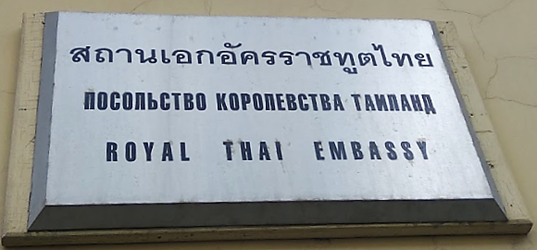 สถานเอกอัครราชทูตไทย
ПОСОЛЬСТВО КОРОЛЕВСТВА ТАИЛАНД
ROYAL THAI EMBASSY